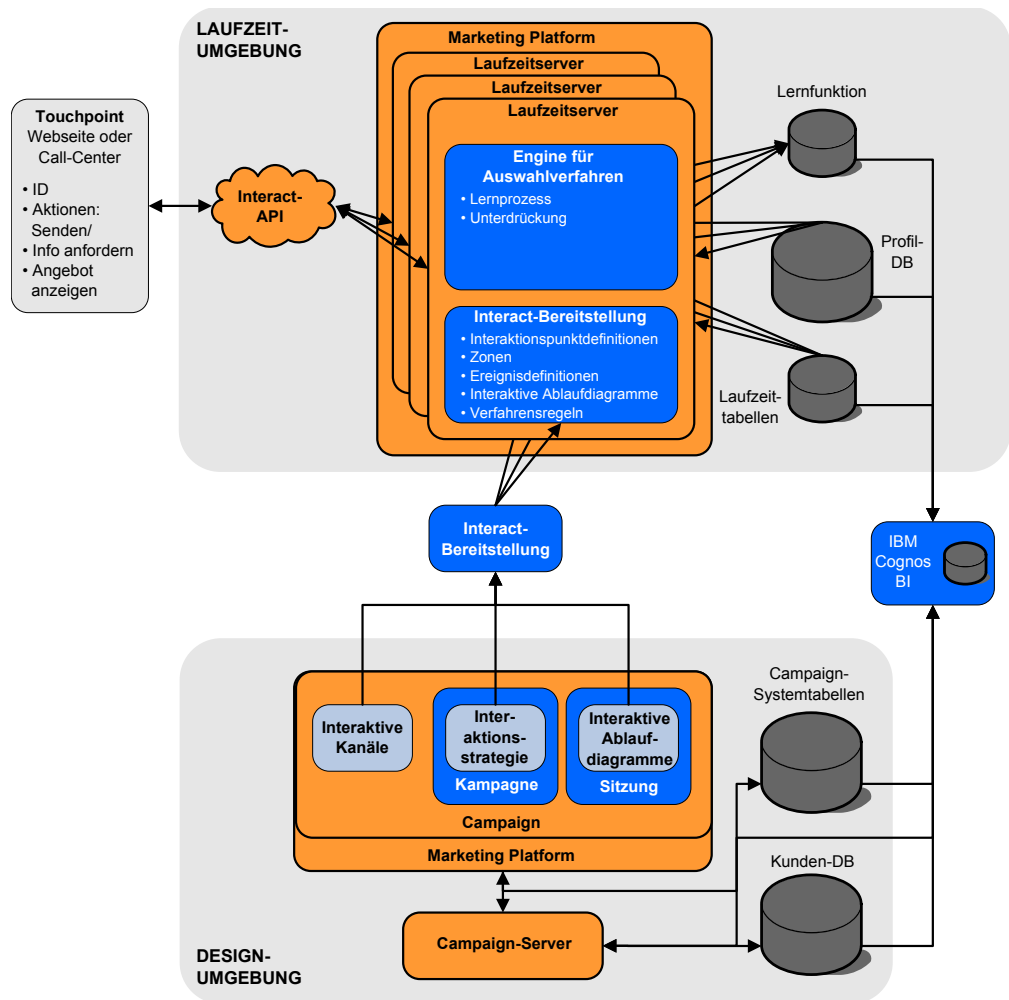 LAUFZEIT-
UMGEBUNG
Marketing Platform
Laufzeitserver
Laufzeitserver
Laufzeitserver
Touchpoint
Webseite oder
Call-Center
• ID
• Aktionen:
Senden/
• Info anfordern
• Angebot
anzeigen
Interact-
API
Engine für
Auswahlverfahren
• Lernprozess
• Unterdrückung
Interact-Bereitstellung
• Interaktionspunktdefinitionen
• Zonen
• Ereignisdefinitionen
• Interaktive Ablaufdiagramme
• Verfahrensregeln
Lernfunktion
Profil-
DB
Laufzeit-
tabellen
Interact-
Bereitstellung
IBM
Cognos
BI
Interaktive
Kanäle
Inter-
aktions-
strategie
Kampagne
Interaktive
Ablauf-
diagramme
Sitzung
Campaign
Marketing Platform
Campaign-
Systemtabellen
Kunden-DB
Campaign-Server
DESIGN-
UMGEBUNG